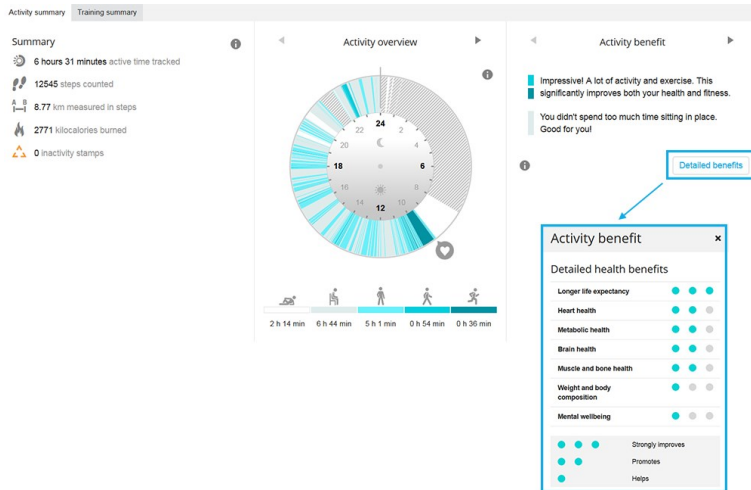 Activity summary
Training summary
Summary
6 hours 31 minutes active time tracked
12545 steps counted
A B
8.77 km measured in steps
2771 kilocalories burned
0 inactivity stamps
Activity overview
24
22 2
20 4
18 6
16 8
14 10
12
2 h 14 min 6 h 44 min 5 h 1 min 0 h 54 min 0 h 36 min
Activity benefit
Impressive! A lot of activity and exercise. This
significantly improves both your health and fitness.
You didn't spend too much time sitting in place.
Good for you!
Detailed benefits
Activity benefit ×
Detailed health benefits
Longer life expectancy
Heart health
Metabolic health
Brain health
Muscle and bone health
Weight and body
composition
Mental wellbeing
Strongly improves
Promotes
Helps